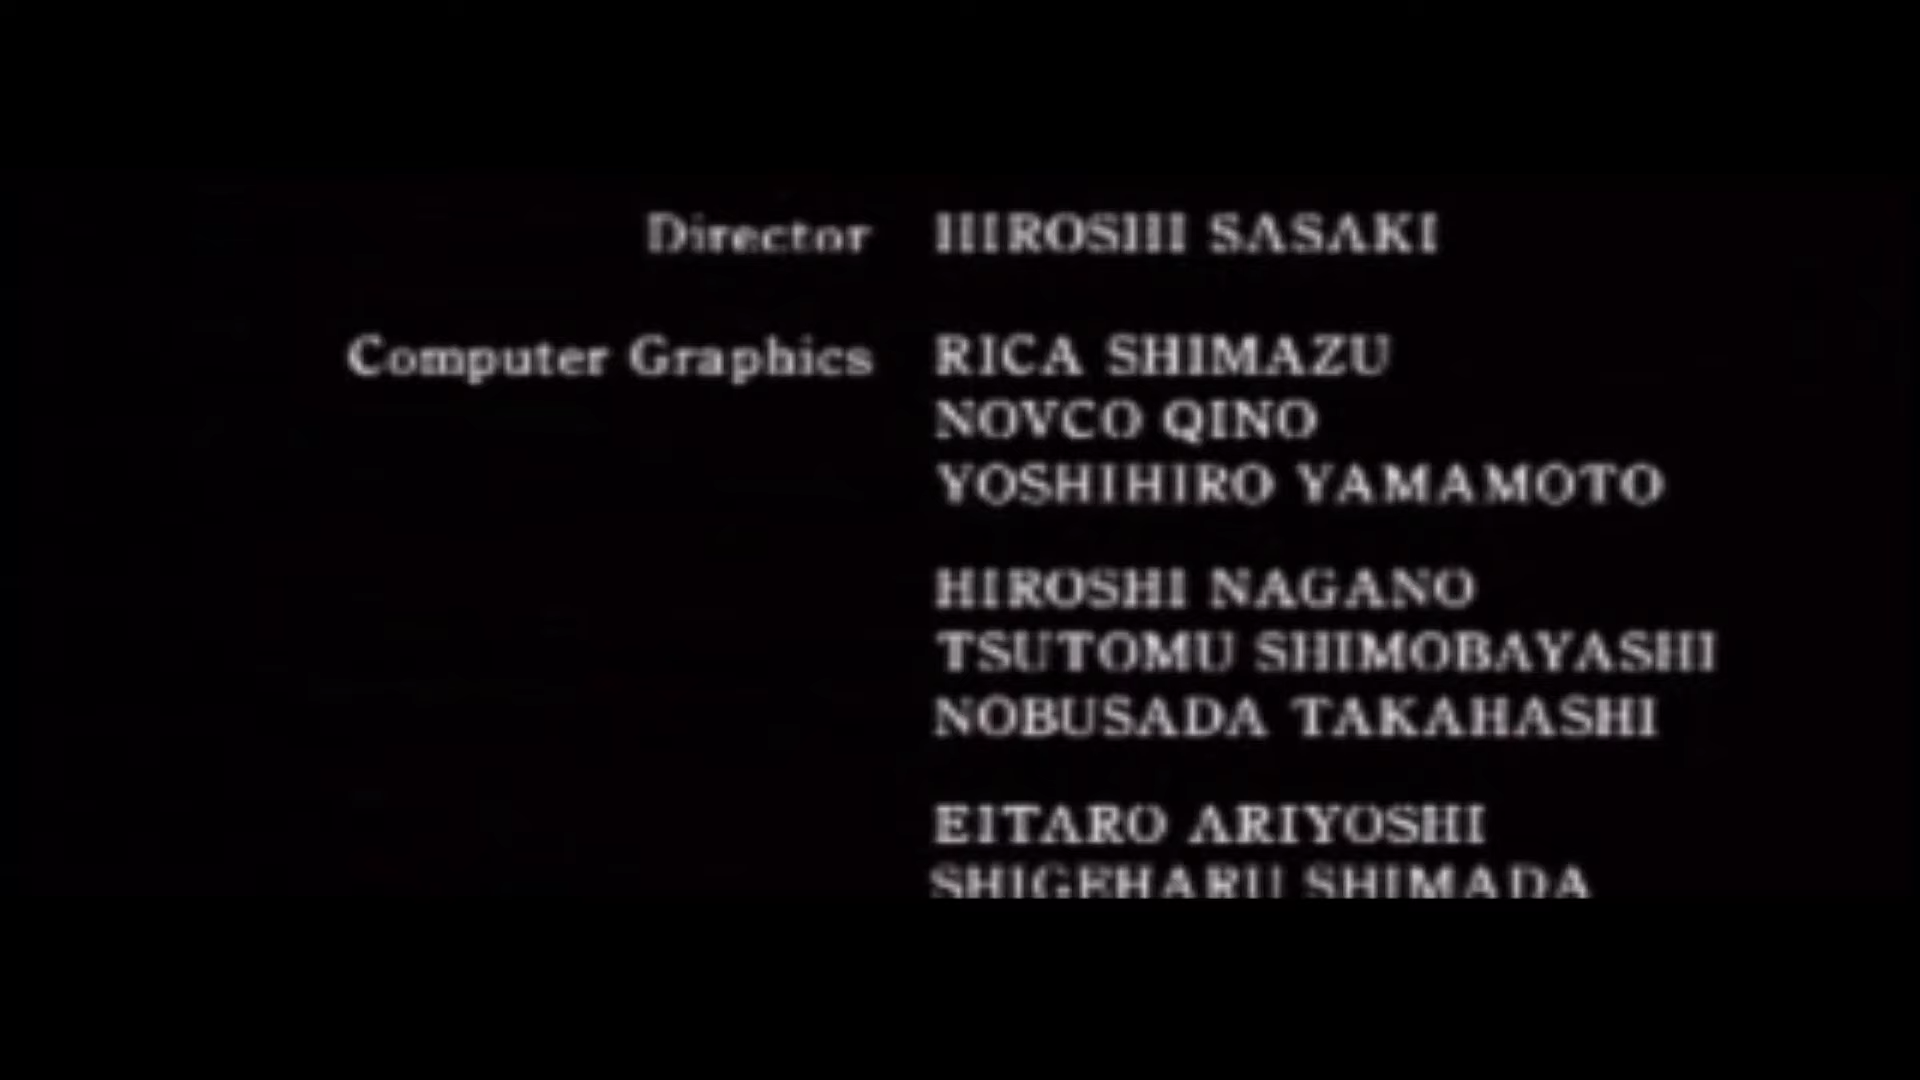 Director HIROSHI SASAKI
Computer Graphics RICA SHIMAZU
NOVCO QINO
YOSHIHIRO YAMAMOTO
HIROSHI NAGANO
TSUTOMU SHIMOBAYASHI
NOBUSADA TAKAHASHI
EITARO ARIYOSHI
SHIGEHARU SHIMADA